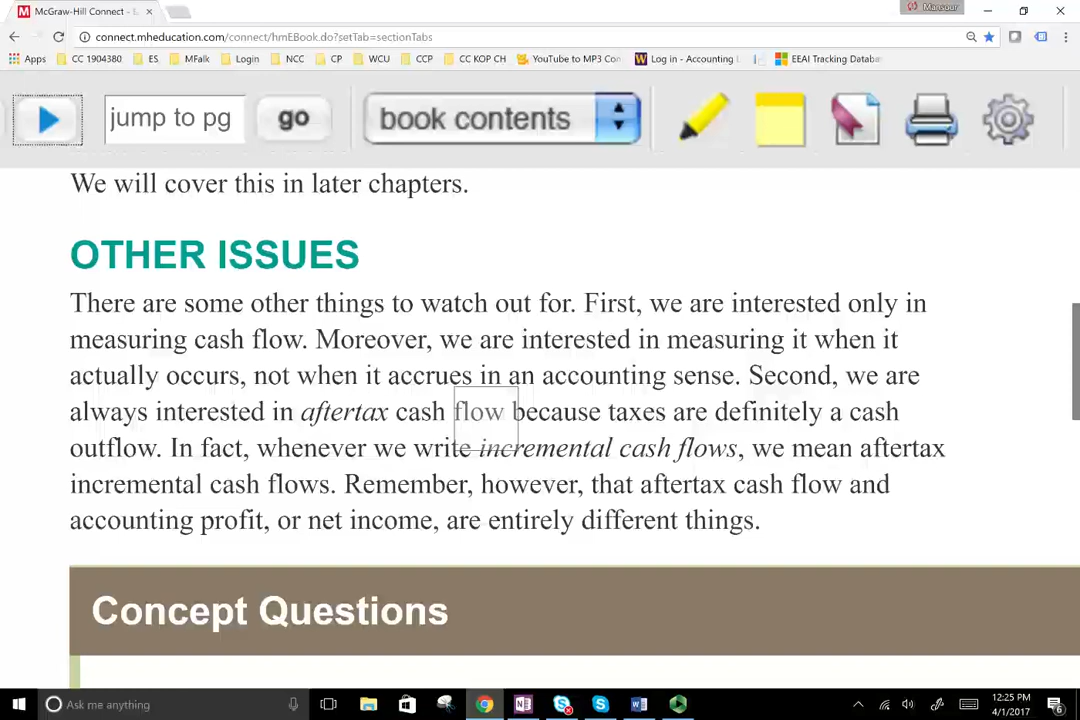 McGraw-Hill Connect - E
Mansuur
connect.mheducation.com/connect/hmEBook.do?setTab=sectionTabs
Apps CC 1904380 ES MFalk Login NCC CP WCU CCP CC KOP CH YouTube to MP3 Con Log in - Accounting L EEAI Tracking Databa
jump to pg go book contents
We will cover this in later chapters.
OTHER ISSUES
There are some other things to watch out for. First, we are interested only in
measuring cash flow. Moreover, we are interested in measuring it when it
actually occurs, not when it accrues in an accounting sense. Second, we are
always interested in aftertax cash flow because taxes are definitely a cash
outflow. In fact, whenever we write incremental cash flows, we mean aftertax
incremental cash flows. Remember, however, that aftertax cash flow and
accounting profit, or net income, are entirely different things.
Concept Questions
Ask me anything
12:25 PM
4/1/2017
6